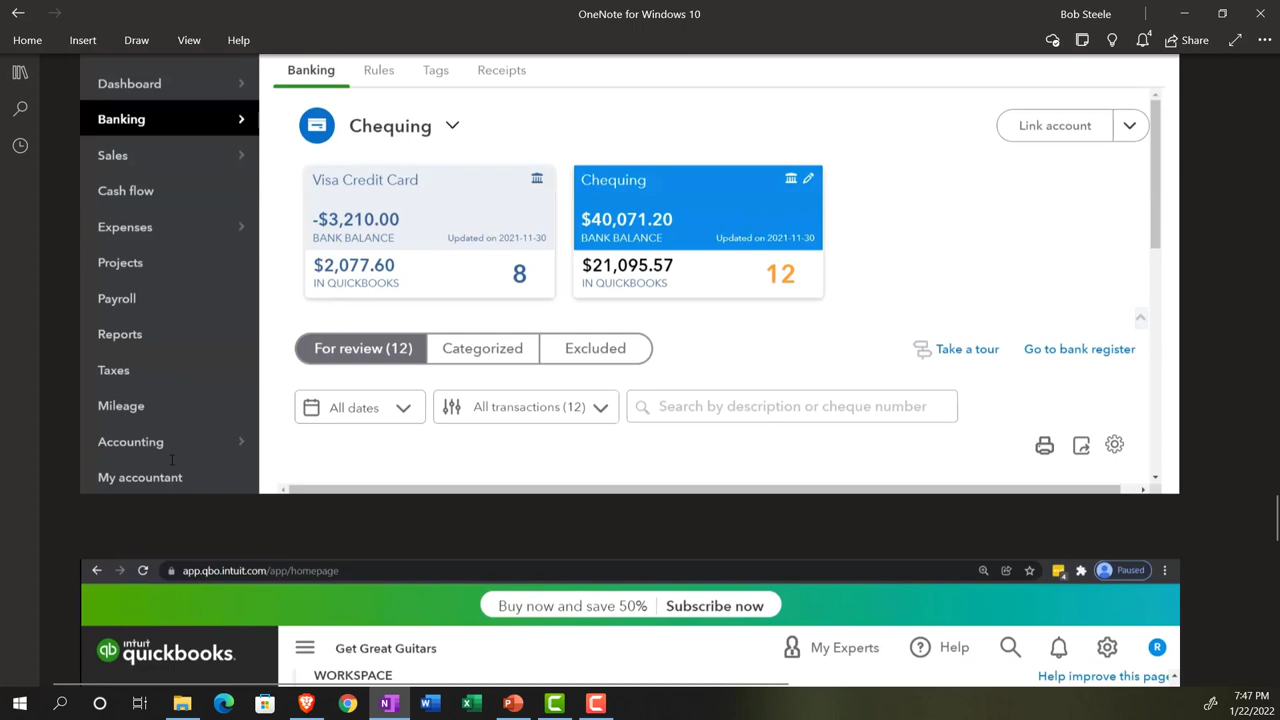 OneNote for Windows 10
Bob Steele
Home Insert Draw View Help
4 Share
Dashboard
Banking
Sales
Cash flow
Expenses
Projects
Payroll
Reports
Taxes
Mileage
Accounting
My accountant
Banking Rules Tags Receipts
Chequing
Link account
Visa Credit Card
-$3,210.00
BANK BALANCE Updated on 2021-11-30
$2,077.60
IN QUICKBOOKS
8
Chequing
$40,071.20
BANK BALANCE Updated on 2021-11-30
$21,095.57
IN QUICKBOOKS
12
For review (12) Categorized Excluded
Take a tour Go to bank register
All dates All transactions (12) Search by description or cheque number
app.qbo.intuit.com/app/homepage
4 Paused
Buy now and save 50% Subscribe now
qb INTUIT quickbooks.
Get Great Guitars
My Experts Help R
WORKSPACE
Help improve this page
7:47 PM
1/22/2022